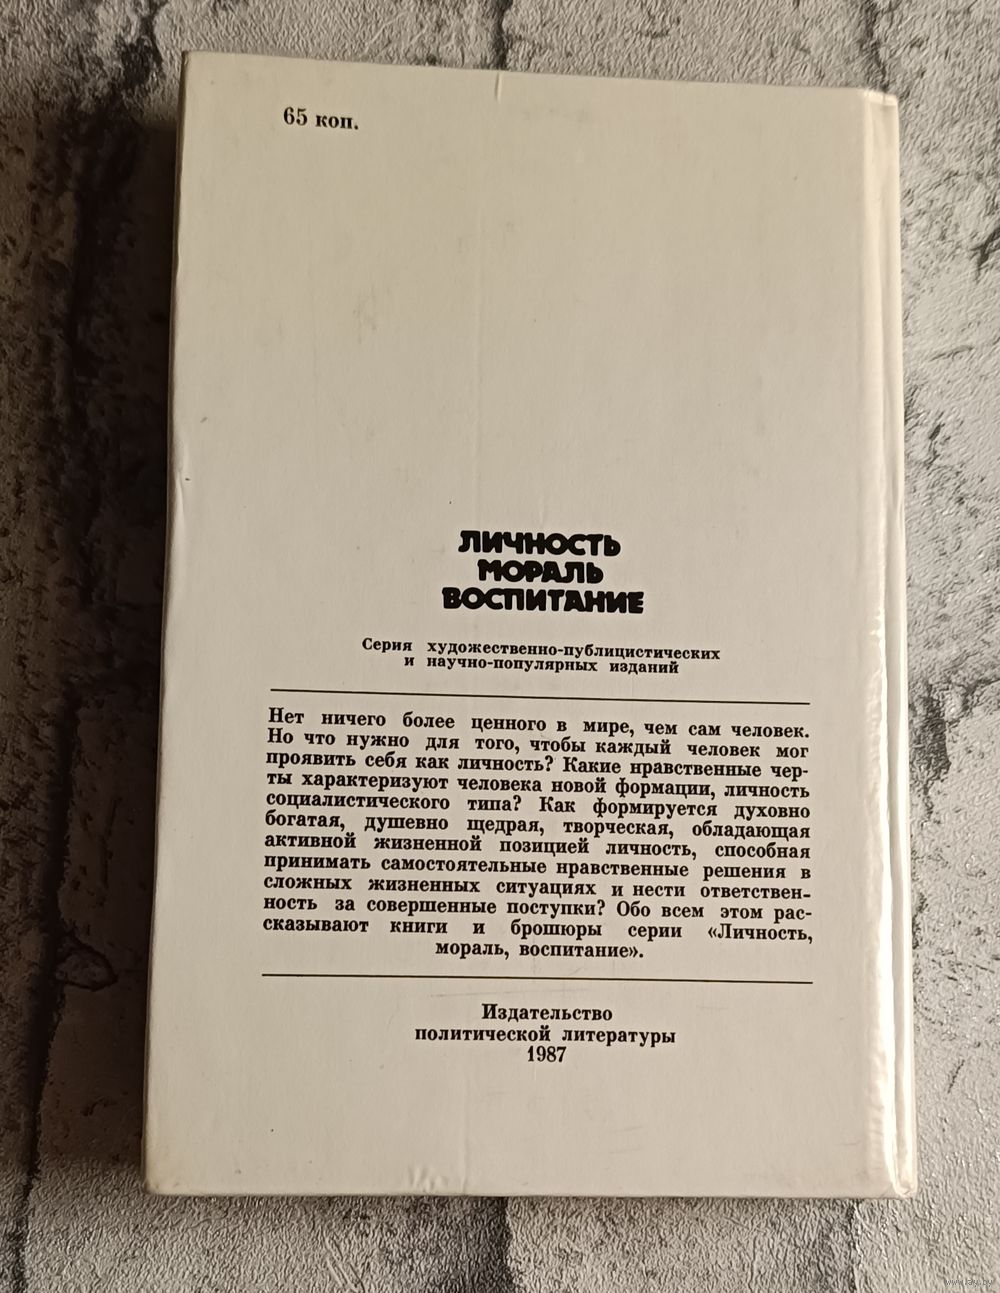 65 коп.
ЛИЧНОСТЬ
МОРАЛЬ
ВОСПИТАНИЕ
Серия художественно-публицистических
и научно-популярных изданий
Нет ничего более ценного в мире, чем сам человек.
Но что нужно для того, чтобы каждый человек мог
проявить себя как личность? Какие нравственные чер-
ты характеризуют человека новой формации, личность
социалистического типа? Как формируется духовно
богатая, душевно щедрая, творческая, обладающая
активной жизненной позицией личность, способная
принимать самостоятельные нравственные решения в
сложных жизненных ситуациях и нести ответствен-
ность за совершенные поступки? Обо всем этом рас-
сказывают книги и брошюры серии «Личность,
мораль, воспитание».
Издательство
политической литературы
1987